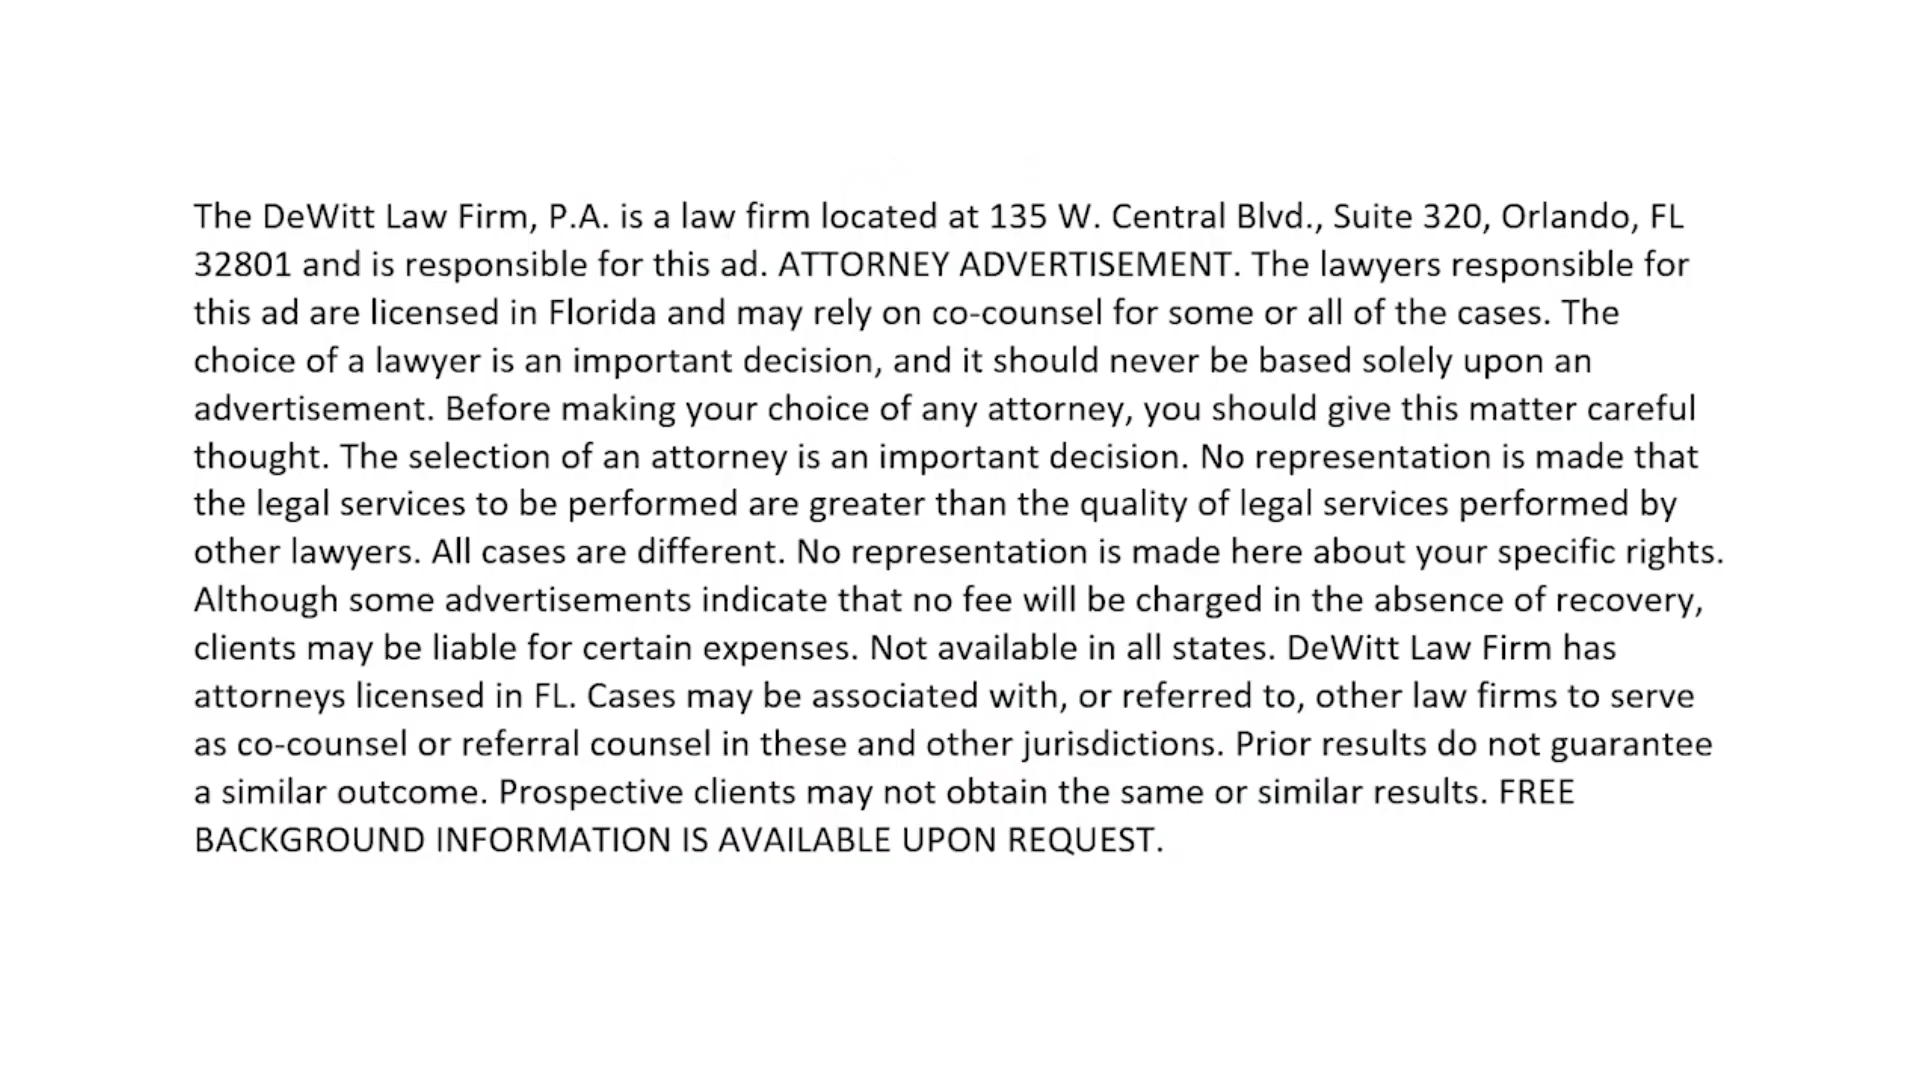 The DeWitt Law Firm, P.A. is a law firm located at 135 W. Central Blvd., Suite 320, Orlando, FL
32801 and is responsible for this ad. ATTORNEY ADVERTISEMENT. The lawyers responsible for
this ad are licensed in Florida and may rely on co-counsel for some or all of the cases. The
choice of a lawyer is an important decision, and it should never be based solely upon an
advertisement. Before making your choice of any attorney, you should give this matter careful
thought. The selection of an attorney is an important decision. No representation is made that
the legal services to be performed are greater than the quality of legal services performed by
other lawyers. All cases are different. No representation is made here about your specific rights.
Although some advertisements indicate that no fee will be charged in the absence of recovery,
clients may be liable for certain expenses. Not available in all states. DeWitt Law Firm has
attorneys licensed in FL. Cases may be associated with, or referred to, other law firms to serve
as co-counsel or referral counsel in these and other jurisdictions. Prior results do not guarantee
a similar outcome. Prospective clients may not obtain the same or similar results. FREE
BACKGROUND INFORMATION IS AVAILABLE UPON REQUEST.